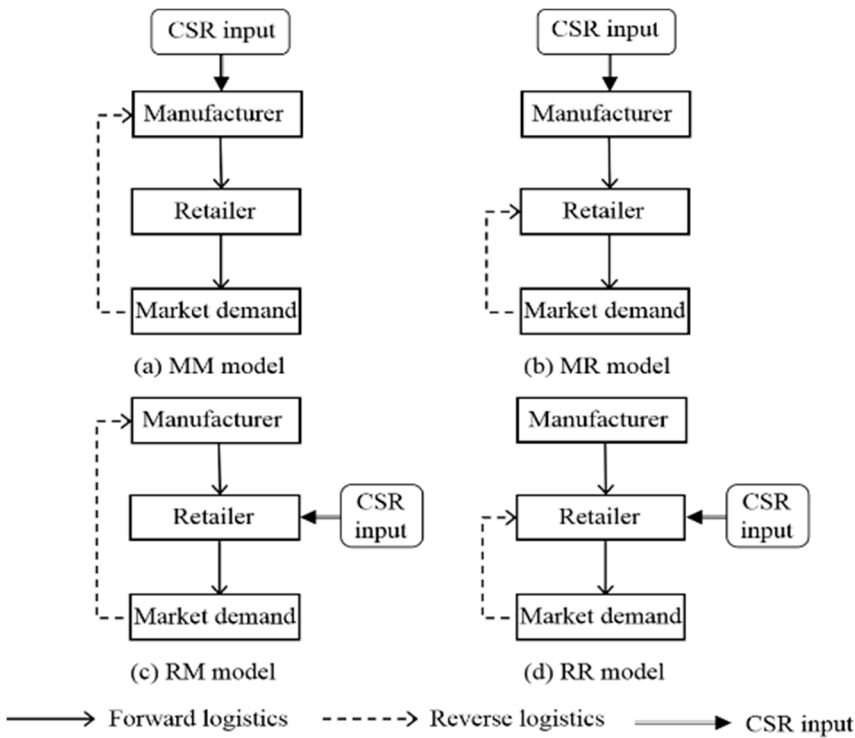 CSR input
Manufacturer
Retailer
Market demand
(a) MM model
CSR input
Manufacturer
Retailer
Market demand
(b) MR model
Manufacturer
Retailer
CSR
input
Market demand
(c) RM model
Manufacturer
Retailer
CSR
input
Market demand
(d) RR model
Forward logistics
Reverse logistics
CSR input